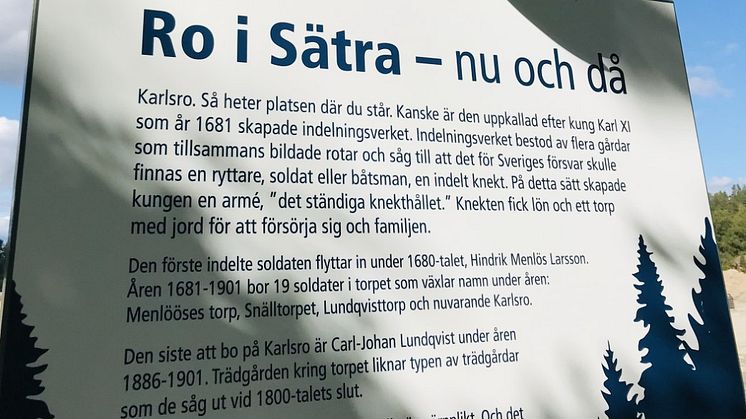 Ro i Sätra – nu och då
Karlsro. Så heter platsen där du står. Kanske är den uppkallad efter kung Karl XI
som år 1681 skapade indelningsverket. Indelningsverket bestod av flera gårdar
som tillsammans bildade rotar och såg till att det för Sveriges försvar skulle
finnas en ryttare, soldat eller båtsman, en indelt knekt. På detta sätt skapade
kungen en armé, ”det ständiga knekthållet.” Knekten fick lön och ett torp
med jord för att försörja sig och familjen.
Den förste indelte soldaten flyttar in under 1680-talet, Hindrik Menlös Larsson.
Åren 1681-1901 bor 19 soldater i torpet som växlar namn under åren:
Menlööses torp, Snälltorpet, Lundqvisttorp och nuvarande Karlsro.
Den siste att bo på Karlsro är Carl-Johan Lundqvist under åren
1886-1901. Trädgården kring torpet liknar typen av trädgårdar
som de såg ut vid 1800-talets slut.
Och det